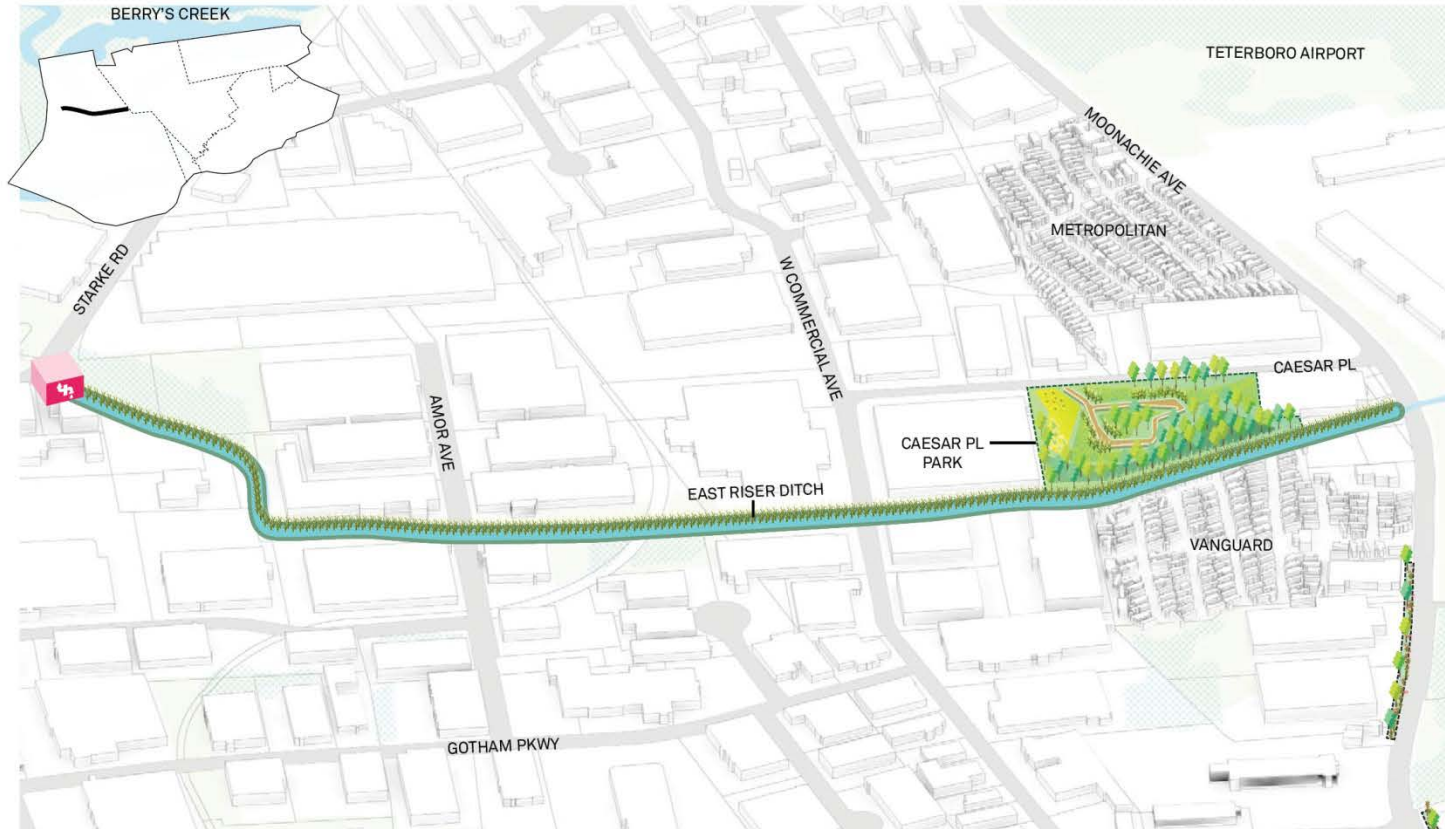 BERRY'S CREEK
TETERBORO AIRPORT
MOONACHIE AVE
METROPOLITAN
STARKE RD
W COMMERCIAL AVE
CAESAR PL
AMOR AVE
CAESAR PL
PARK
EAST RISER DITCH
VANGUARD
GOTHAM PKWY